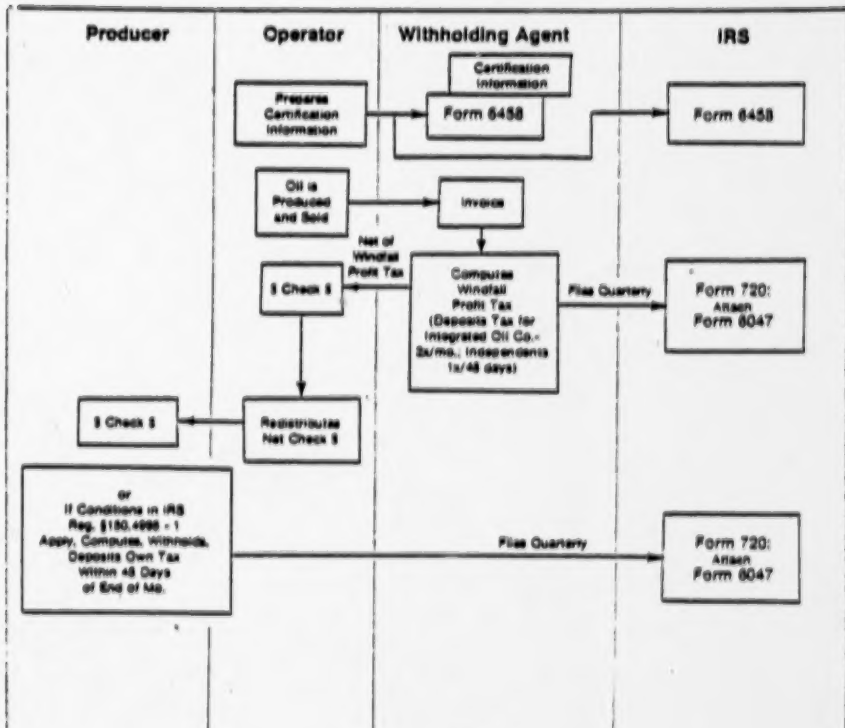 Producer
Operator
Withholding Agent
IRS
Prepares
Certification
Information
Certification
Information
Form 6458
Form 6458
Oil is
Produced
and Sold
Invoice
Net of
Windfall
Profit Tax
$ Check $
Computes
Windfall
Profit Tax
(Deposits Tax for
Integrated Oil Co.-
2x/mo.; Independents
1x/45 days)
Files Quarterly
Form 720:
Attach
Form 6047
$ Check $
Redistributes
Net Check $
or
If Conditions in IRS
Reg. §150.4995 - 1
Apply, Computes, Withholds,
Deposits Own Tax
Within 45 Days
of End of Mo.
Files Quarterly
Form 720:
Attach
Form 6047